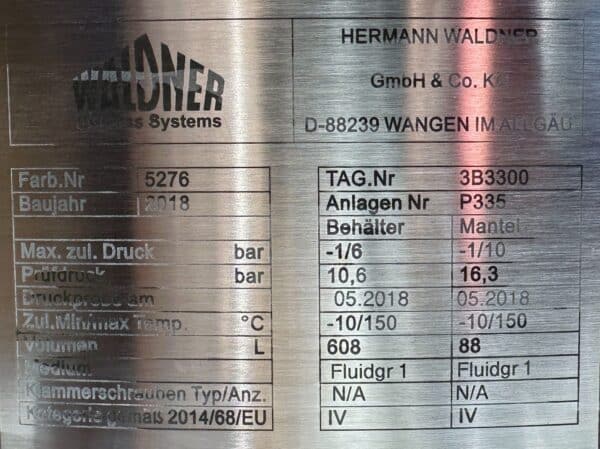 WALDNER
Process Systems
HERMANN WALDNER
GmbH & Co. KG
D-88239 WANGEN IM ALLGÄU
Farb.Nr 5276 TAG.Nr 3B3300
Baujahr 2018 Anlagen Nr P335
Behälter Mantel
Max. zul. Druck bar -1/6 -1/10
Prüfdruck bar 10,6 16,3
Druckprobe am 05.2018 05.2018
Zul.Min/max Temp. °C -10/150 -10/150
Volumen L 608 88
Medium Fluidgr 1 Fluidgr 1
Klammerschrauben Typ/Anz. N/A N/A
Kategorie gemäß 2014/68/EU IV IV